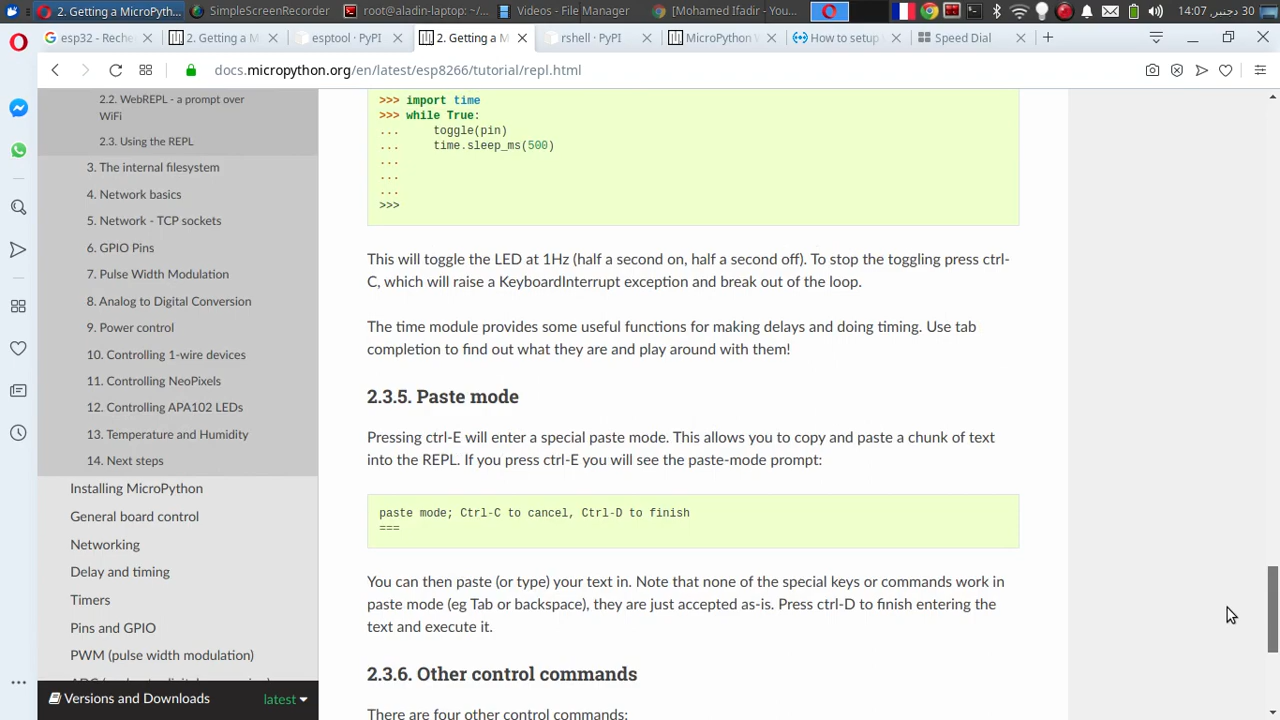 2. Getting a MicroPyth...
SimpleScreenRecorder
root@aladin-laptop: ~/...
Videos - File Manager
[Mohamed Ifadir - You...
14:07 30 دجنبر
esp32 - Reche
2. Getting a M
esptool · PyPI
2. Getting a M
rshell · PyPI
MicroPython W
How to setup
Speed Dial
docs.micropython.org/en/latest/esp8266/tutorial/repl.html
2.2. WebREPL - a prompt over
WiFi
2.3. Using the REPL
3. The internal filesystem
4. Network basics
5. Network - TCP sockets
6. GPIO Pins
7. Pulse Width Modulation
8. Analog to Digital Conversion
9. Power control
10. Controlling 1-wire devices
11. Controlling NeoPixels
12. Controlling APA102 LEDs
13. Temperature and Humidity
14. Next steps
Installing MicroPython
General board control
Networking
Delay and timing
Timers
Pins and GPIO
PWM (pulse width modulation)
Versions and Downloads
latest
>>> import time
>>> while True:
...     toggle(pin)
...     time.sleep_ms(500)
...
...
...
>>>
This will toggle the LED at 1Hz (half a second on, half a second off). To stop the toggling press ctrl-
C, which will raise a KeyboardInterrupt exception and break out of the loop.
The time module provides some useful functions for making delays and doing timing. Use tab
completion to find out what they are and play around with them!
2.3.5. Paste mode
Pressing ctrl-E will enter a special paste mode. This allows you to copy and paste a chunk of text
into the REPL. If you press ctrl-E you will see the paste-mode prompt:
paste mode; Ctrl-C to cancel, Ctrl-D to finish
===
You can then paste (or type) your text in. Note that none of the special keys or commands work in
paste mode (eg Tab or backspace), they are just accepted as-is. Press ctrl-D to finish entering the
text and execute it.
2.3.6. Other control commands
There are four other control commands: